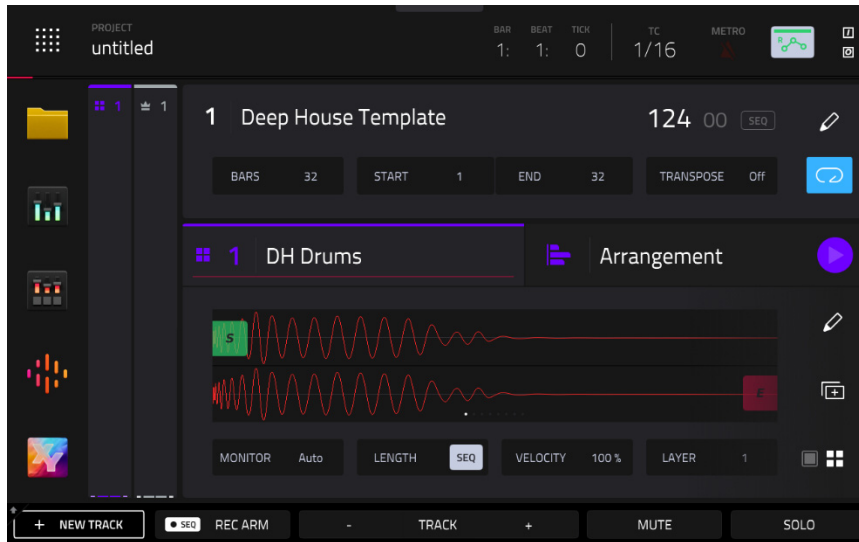 PROJECT
untitled
BAR BEAT TICK
1: 1: 0
TC
1/16
METRO
R
I
O
1
1
1 Deep House Template
124 00 SEQ
BARS 32 START 1 END 32 TRANSPOSE Off
1 DH Drums
Arrangement
S
E
MONITOR Auto LENGTH SEQ VELOCITY 100 % LAYER 1
XY
+ NEW TRACK SEQ REC ARM - TRACK + MUTE SOLO